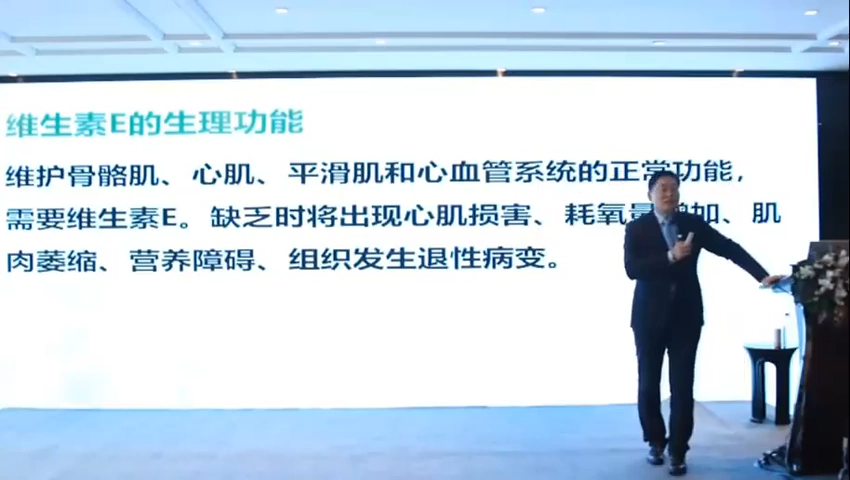 维生素E的生理功能
维护骨骼肌、心肌、平滑肌和心血管系统的正常功能，
需要维生素E。缺乏时将出现心肌损害、耗氧量增加、肌
肉萎缩、营养障碍、组织发生退性病变。